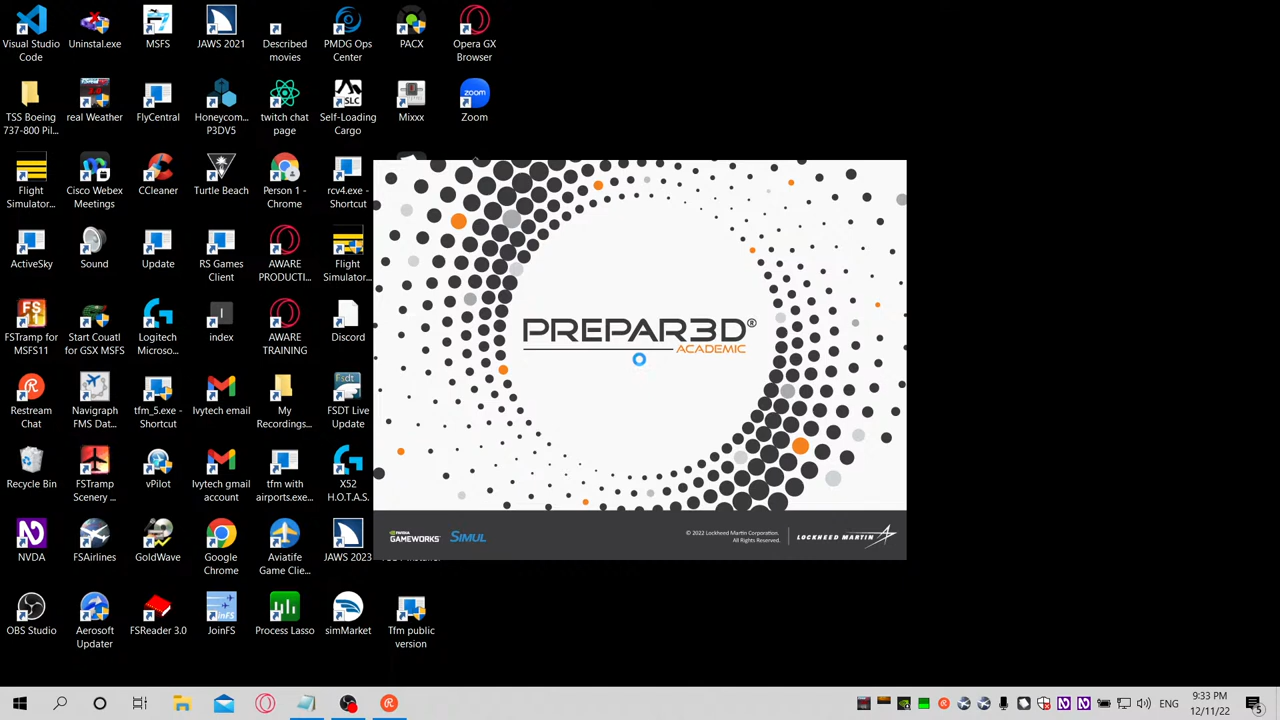 Visual Studio
Code
Uninstal.exe
MSFS
JAWS 2021
Described
movies
PMDG Ops
Center
PACX
Opera GX
Browser
TSS Boeing
737-800 Pil...
real Weather
FlyCentral
Honeycom...
P3DV5
twitch chat
page
Self-Loading
Cargo
Mixxx
Zoom
Flight
Simulator...
Cisco Webex
Meetings
CCleaner
Turtle Beach
Person 1 -
Chrome
rcv4.exe -
Shortcut
ActiveSky
Sound
Update
RS Games
Client
AWARE
PRODUCTI...
Flight
Simulator...
FSTramp for
MSFS11
Start Couatl
for GSX MSFS
Logitech
Microso...
index
AWARE
TRAINING
Discord
Restream
Chat
Navigraph
FMS Dat...
tfm_5.exe -
Shortcut
Ivytech email
My
Recordings...
FSDT Live
Update
Recycle Bin
FSTramp
Scenery ...
vPilot
Ivytech gmail
account
tfm with
airports.exe...
X52
H.O.T.A.S.
NVDA
FSAirlines
GoldWave
Google
Chrome
Aviatife
Game Clie...
JAWS 2023
OBS Studio
Aerosoft
Updater
FSReader 3.0
JoinFS
Process Lasso
simMarket
Tfm public
version
PREPAR3D®
ACADEMIC
NVIDIA
GAMEWORKS
SIMUL
© 2022 Lockheed Martin Corporation.
All Rights Reserved.
LOCKHEED MARTIN
ENG
9:33 PM
12/11/22
5